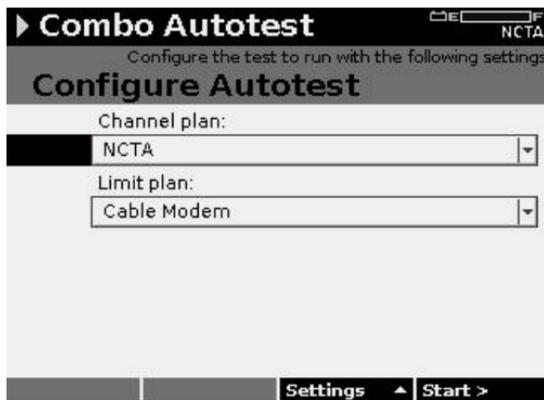 Combo Autotest
E F
NCTA
Configure the test to run with the following settings
Configure Autotest
Channel plan:
NCTA
Limit plan:
Cable Modem
Settings Start >